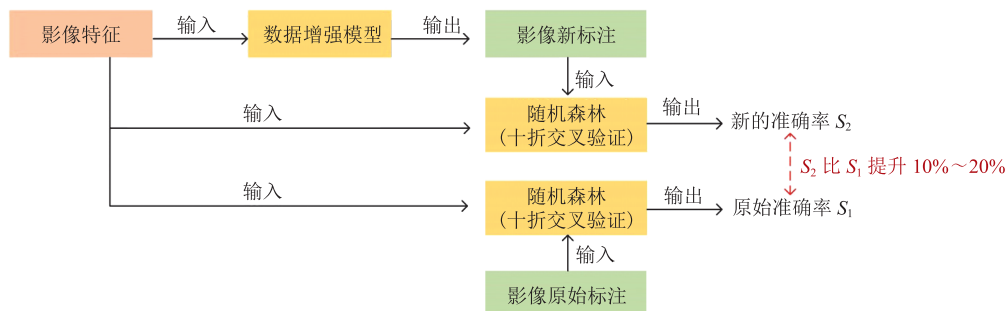 影像特征
输入
数据增强模型
输出
影像新标注
输入
输入
随机森林
(十折交叉验证)
输出
新的准确率 S₂
S₂ 比 S₁ 提升 10%～20%
输入
随机森林
(十折交叉验证)
输出
原始准确率 S₁
输入
影像原始标注